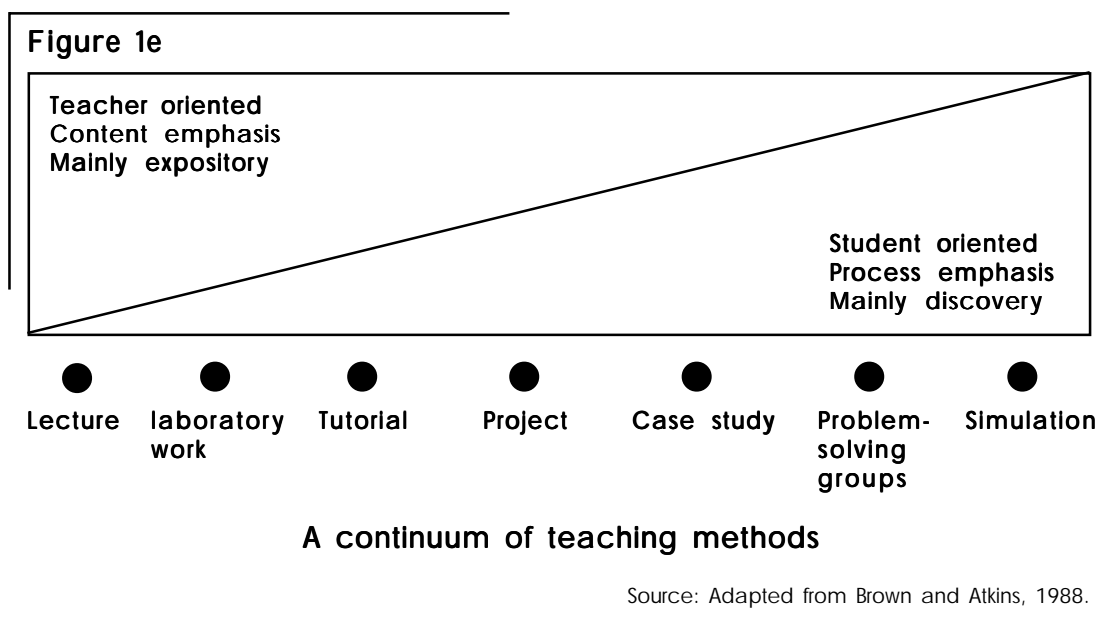 Figure 1e
Teacher oriented
Content emphasis
Mainly expository
Student oriented
Process emphasis
Mainly discovery
Lecture
laboratory
work
Tutorial
Project
Case study
Problem-
solving
groups
Simulation
A continuum of teaching methods
Source: Adapted from Brown and Atkins, 1988.